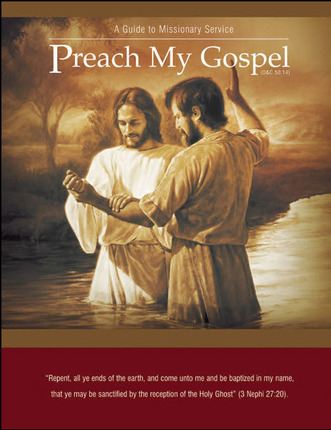 A Guide to Missionary Service
Preach My Gospel
(D&C 50:14)
"Repent, all ye ends of the earth, and come unto me and be baptized in my name,
that ye may be sanctified by the reception of the Holy Ghost" (3 Nephi 27:20).